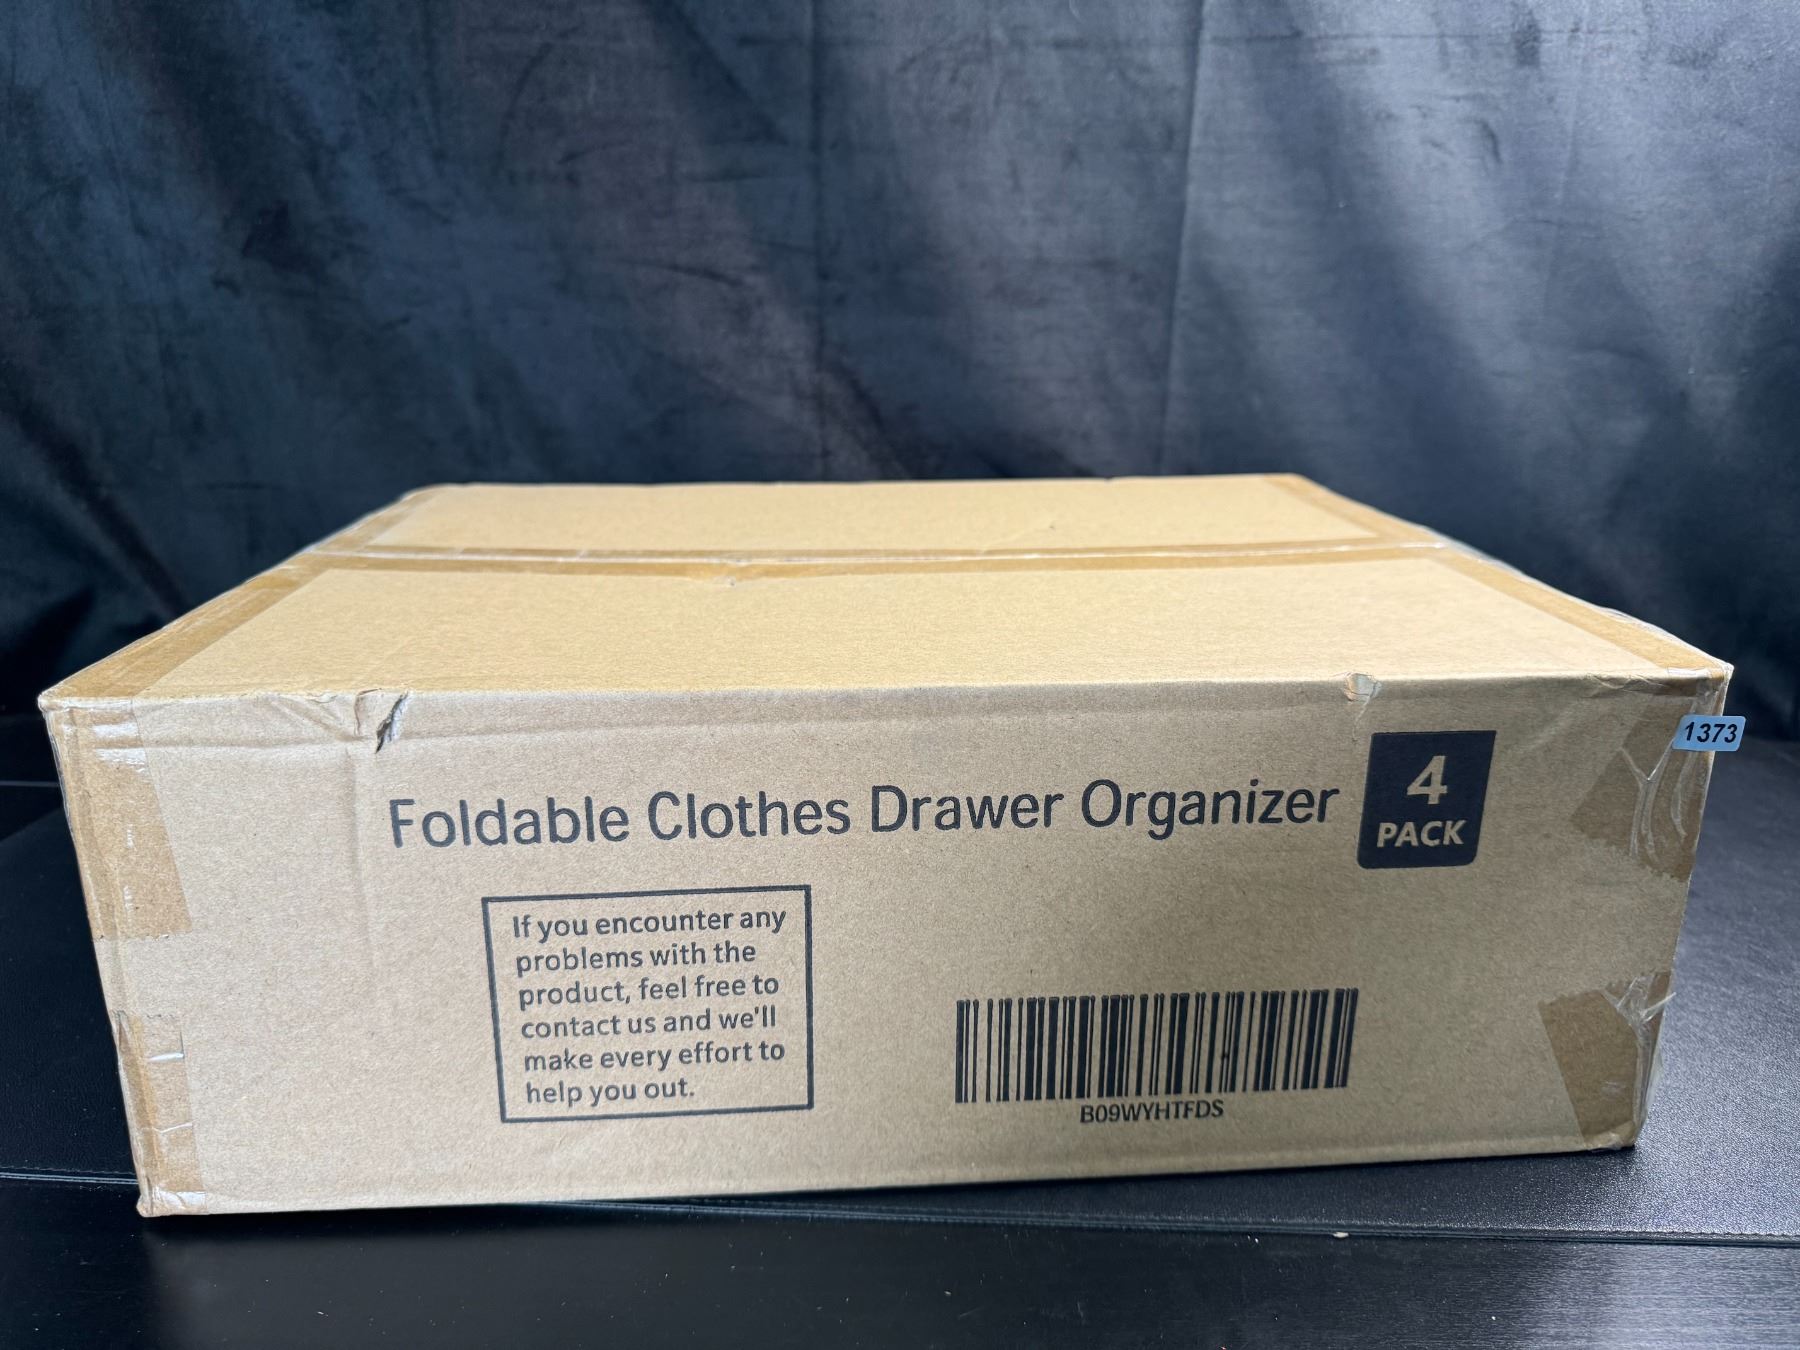 1373
Foldable Clothes Drawer Organizer
4
PACK
If you encounter any
problems with the
product, feel free to
contact us and we'll
make every effort to
help you out.
B09WYHTFDS